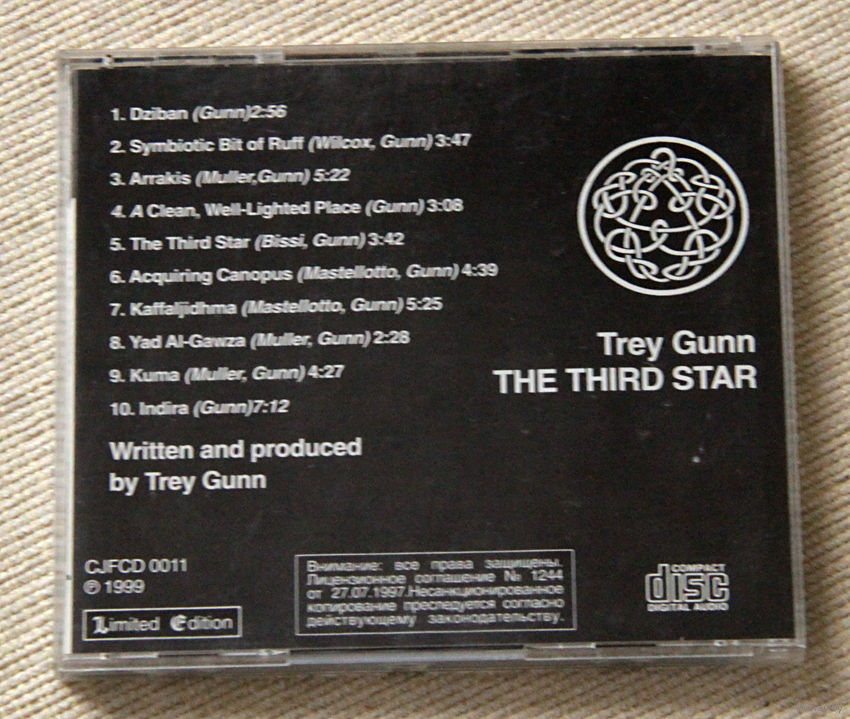 1. Dziban (Gunn)2:56
2. Symbiotic Bit of Ruff (Wilcox, Gunn) 3:47
3. Arrakis (Muller,Gunn) 5:22
4. A Clean, Well-Lighted Place (Gunn) 3:08
5. The Third Star (Bissi, Gunn) 3:42
6. Acquiring Canopus (Mastellotto, Gunn) 4:39
7. Kaffaljidhma (Mastellotto, Gunn) 5:25
8. Yad Al-Gawza (Muller, Gunn) 2:28
9. Kuma (Muller, Gunn) 4:27
10. Indira (Gunn)7:12
Written and produced
by Trey Gunn
Trey Gunn
THE THIRD STAR
CJFCD 0011
℗ 1999
Limited Edition
Внимание: все права защищены.
Лицензионное соглашение № 1244
от 27.07.1997.Несанкционированное
копирование преследуется согласно
действующему законодательству.
COMPACT
disc
DIGITAL AUDIO